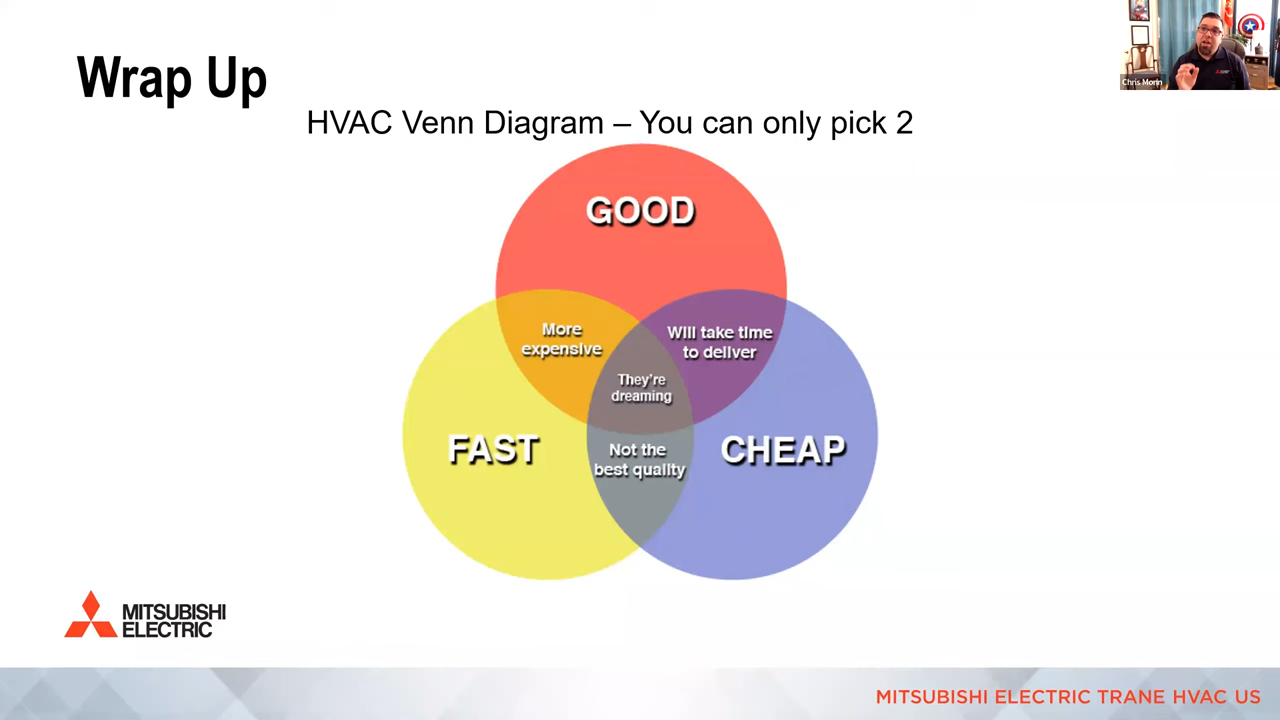 Wrap Up
Chris Morin
HVAC Venn Diagram – You can only pick 2
GOOD
More
expensive
Will take time
to deliver
They're
dreaming
FAST
CHEAP
Not the
best quality
MITSUBISHI
ELECTRIC
MITSUBISHI ELECTRIC TRANE HVAC US